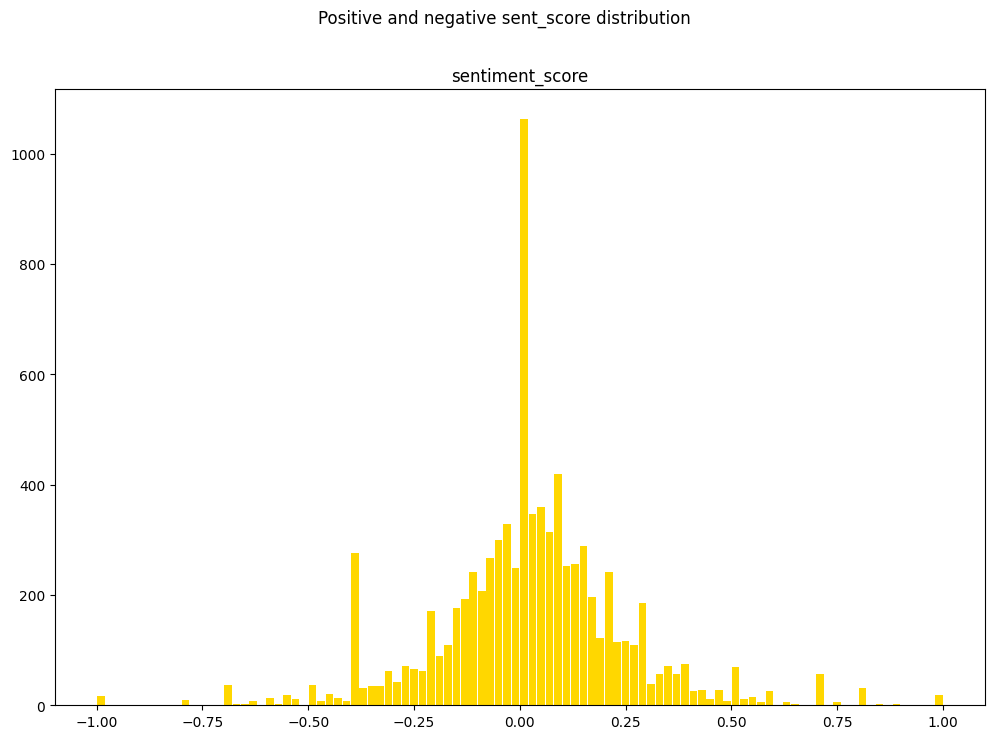 Positive and negative sent_score distribution
sentiment_score
1000
800
600
400
200
0
−1.00 −0.75 −0.50 −0.25 0.00 0.25 0.50 0.75 1.00